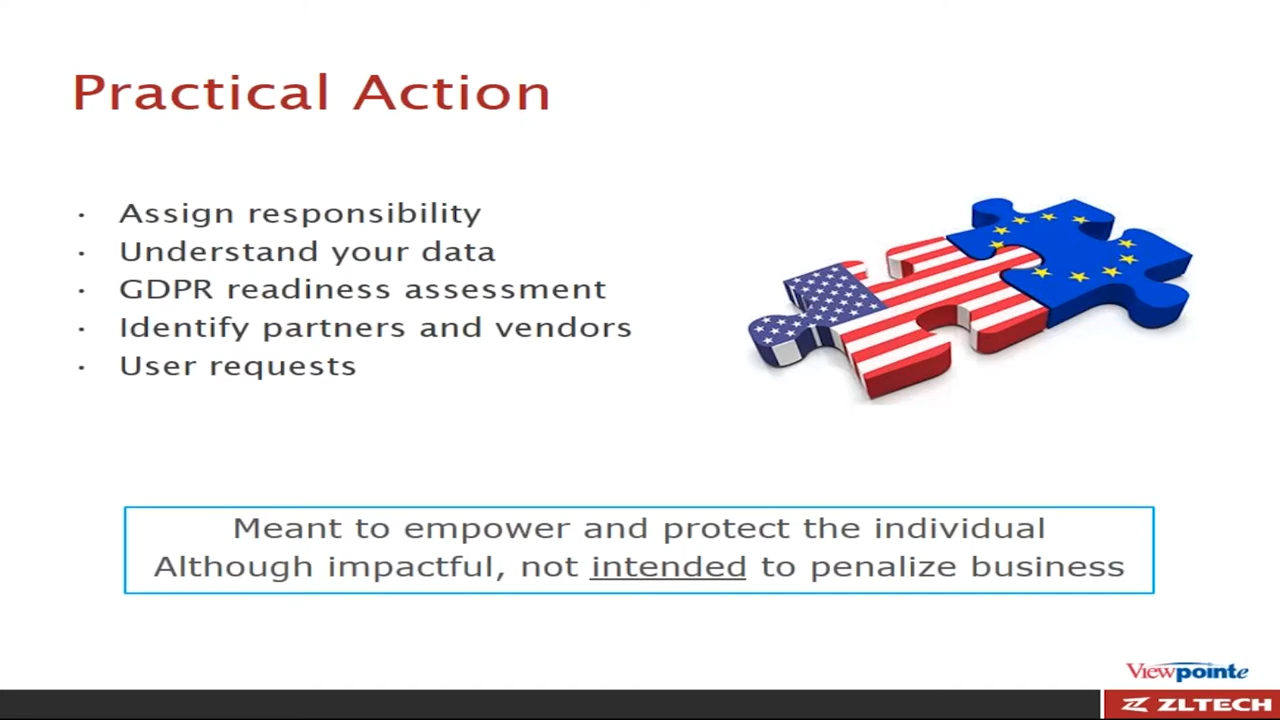 Practical Action
· Assign responsibility
· Understand your data
· GDPR readiness assessment
· Identify partners and vendors
· User requests
Meant to empower and protect the individual
Although impactful, not intended to penalize business
Viewpointe
ZLTECH